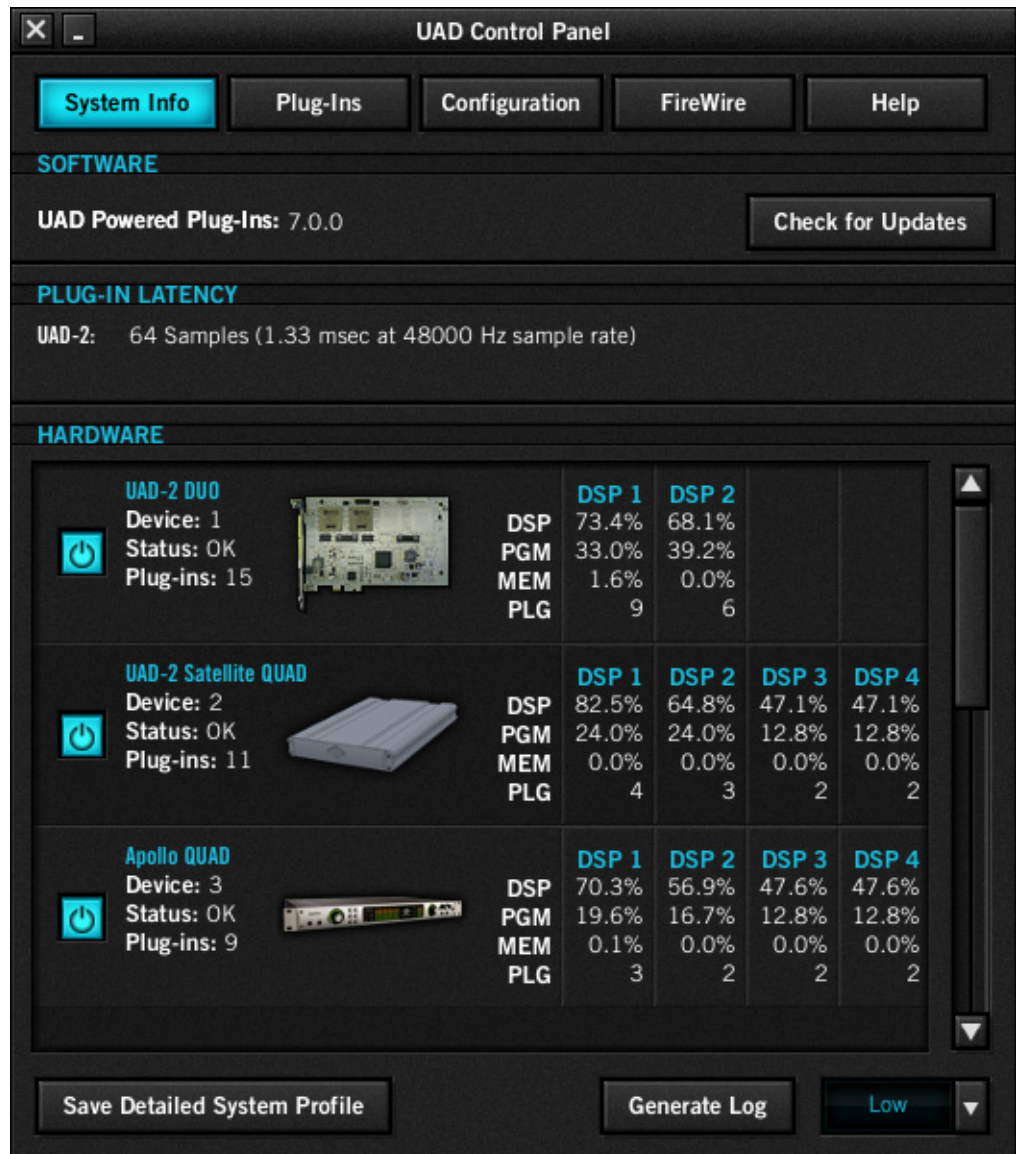 UAD Control Panel
System Info Plug-Ins Configuration FireWire Help
SOFTWARE
UAD Powered Plug-Ins: 7.0.0 Check for Updates
PLUG-IN LATENCY
UAD-2: 64 Samples (1.33 msec at 48000 Hz sample rate)
HARDWARE
UAD-2 DUO
Device: 1
Status: OK
Plug-ins: 15
DSP 1 DSP 2
DSP 73.4% 68.1%
PGM 33.0% 39.2%
MEM 1.6% 0.0%
PLG 9 6
UAD-2 Satellite QUAD
Device: 2
Status: OK
Plug-ins: 11
DSP 1 DSP 2 DSP 3 DSP 4
DSP 82.5% 64.8% 47.1% 47.1%
PGM 24.0% 24.0% 12.8% 12.8%
MEM 0.0% 0.0% 0.0% 0.0%
PLG 4 3 2 2
Apollo QUAD
Device: 3
Status: OK
Plug-ins: 9
DSP 1 DSP 2 DSP 3 DSP 4
DSP 70.3% 56.9% 47.6% 47.6%
PGM 19.6% 16.7% 12.8% 12.8%
MEM 0.1% 0.0% 0.0% 0.0%
PLG 3 2 2 2
Save Detailed System Profile Generate Log Low